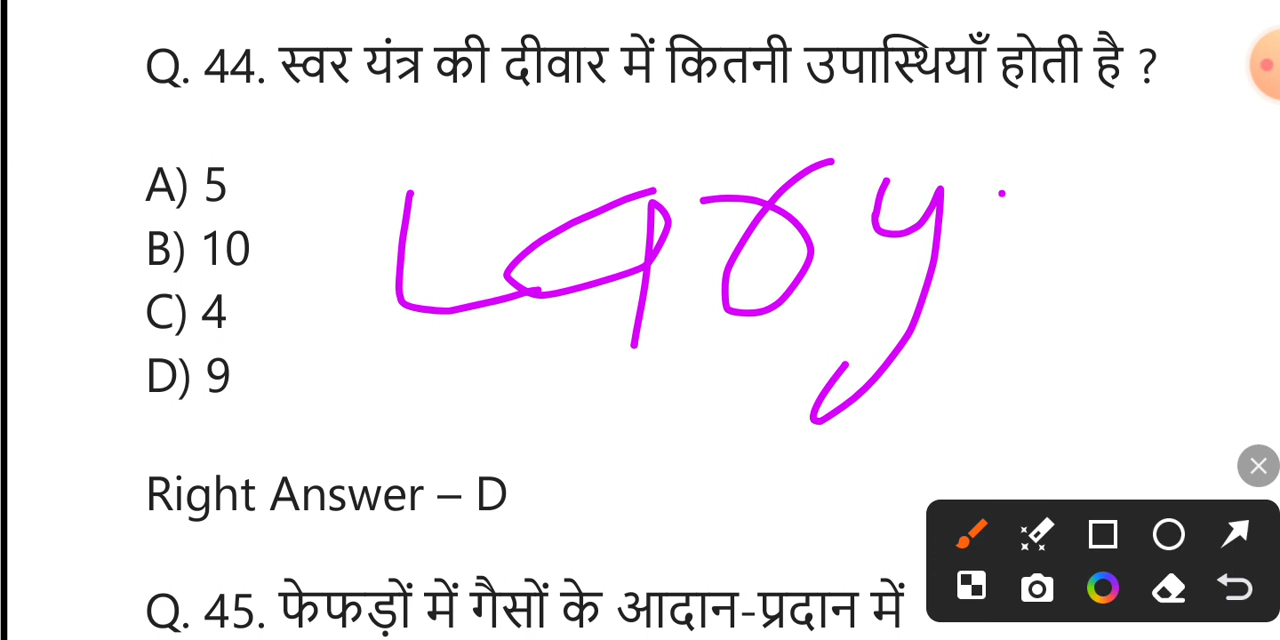 Q. 44. स्वर यंत्र की दीवार में कितनी उपास्थियाँ होती है ?
A) 5
B) 10
C) 4
D) 9
Right Answer – D
Q. 45. फेफड़ों में गैसों के आदान-प्रदान में